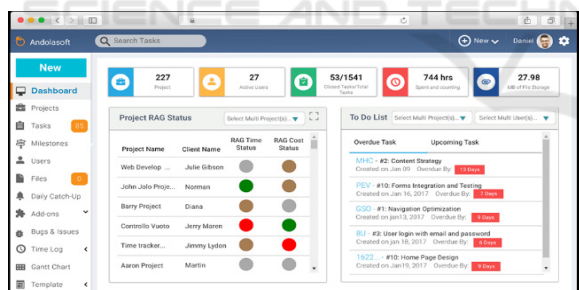 SCIENCE AND TECHN
Andolasoft
Search Tasks
New
Daniel
New
Dashboard
Projects
Tasks 85
Milestones
Users
Files 0
Daily Catch-Up
Add-ons
Bugs & Issues
Time Log
Gantt Chart
Template
227
Project
27
Active Users
53/1541
Closed Tasks/Total
Tasks
744 hrs
Spent and counting
27.98
MB of File Storage
Project RAG Status
Select Multi Project(s)...
Project Name
Client Name
RAG Time
Status
RAG Cost
Status
Web Develop ...
Julie Gibson
John Jolo Proje...
Norman
Barry Project
Diana
Controllo Vuoto
Jerry Maren
Time tracker...
Jimmy Lydon
Aaron Project
Martin
To Do List
Select Multi Project(s)...
Select Multi User(s)...
Overdue Task
Upcoming Task
MHC - #2: Content Strategy
Created on Jan 09 Overdue By: 13 Days
PEV - #10: Forms Integration and Testing
Created on Jan 16, 2017 Overdue By: 7 Days
GSO - #1: Navigation Optimization
Created on jan13, 2017 Overdue By: 9 Days
RU - #3: User login with email and password
Created on jan 18, 2017 Overdue By: 6 Days
1622... - #10: Home Page Design
Created on Jan19, 2017 Overdue By: 9 Days